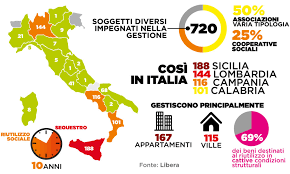 SOGGETTI DIVERSI
IMPEGNATI NELLA
GESTIONE
+720
50%
ASSOCIAZIONI
VARIA TIPOLOGIA
25%
COOPERATIVE
SOCIALI
COSÌ
IN ITALIA
188 SICILIA
144 LOMBARDIA
116 CAMPANIA
101 CALABRIA
144
21
116
101
8
188
RIUTILIZZO
SOCIALE
SEQUESTRO
10 ANNI
GESTISCONO PRINCIPALMENTE
167
APPARTAMENTI
115
VILLE
69%
dei beni destinati
al riutilizzo in
cattive condizioni
strutturali
Fonte: Libera